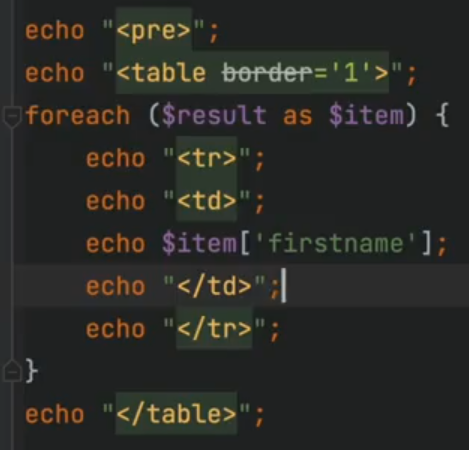 echo "<pre>";
echo "<table border='1'>";
foreach ($result as $item) {
    echo "<tr>";
    echo "<td>";
    echo $item['firstname'];
    echo "</td>";
    echo "</tr>";
}
echo "</table>";